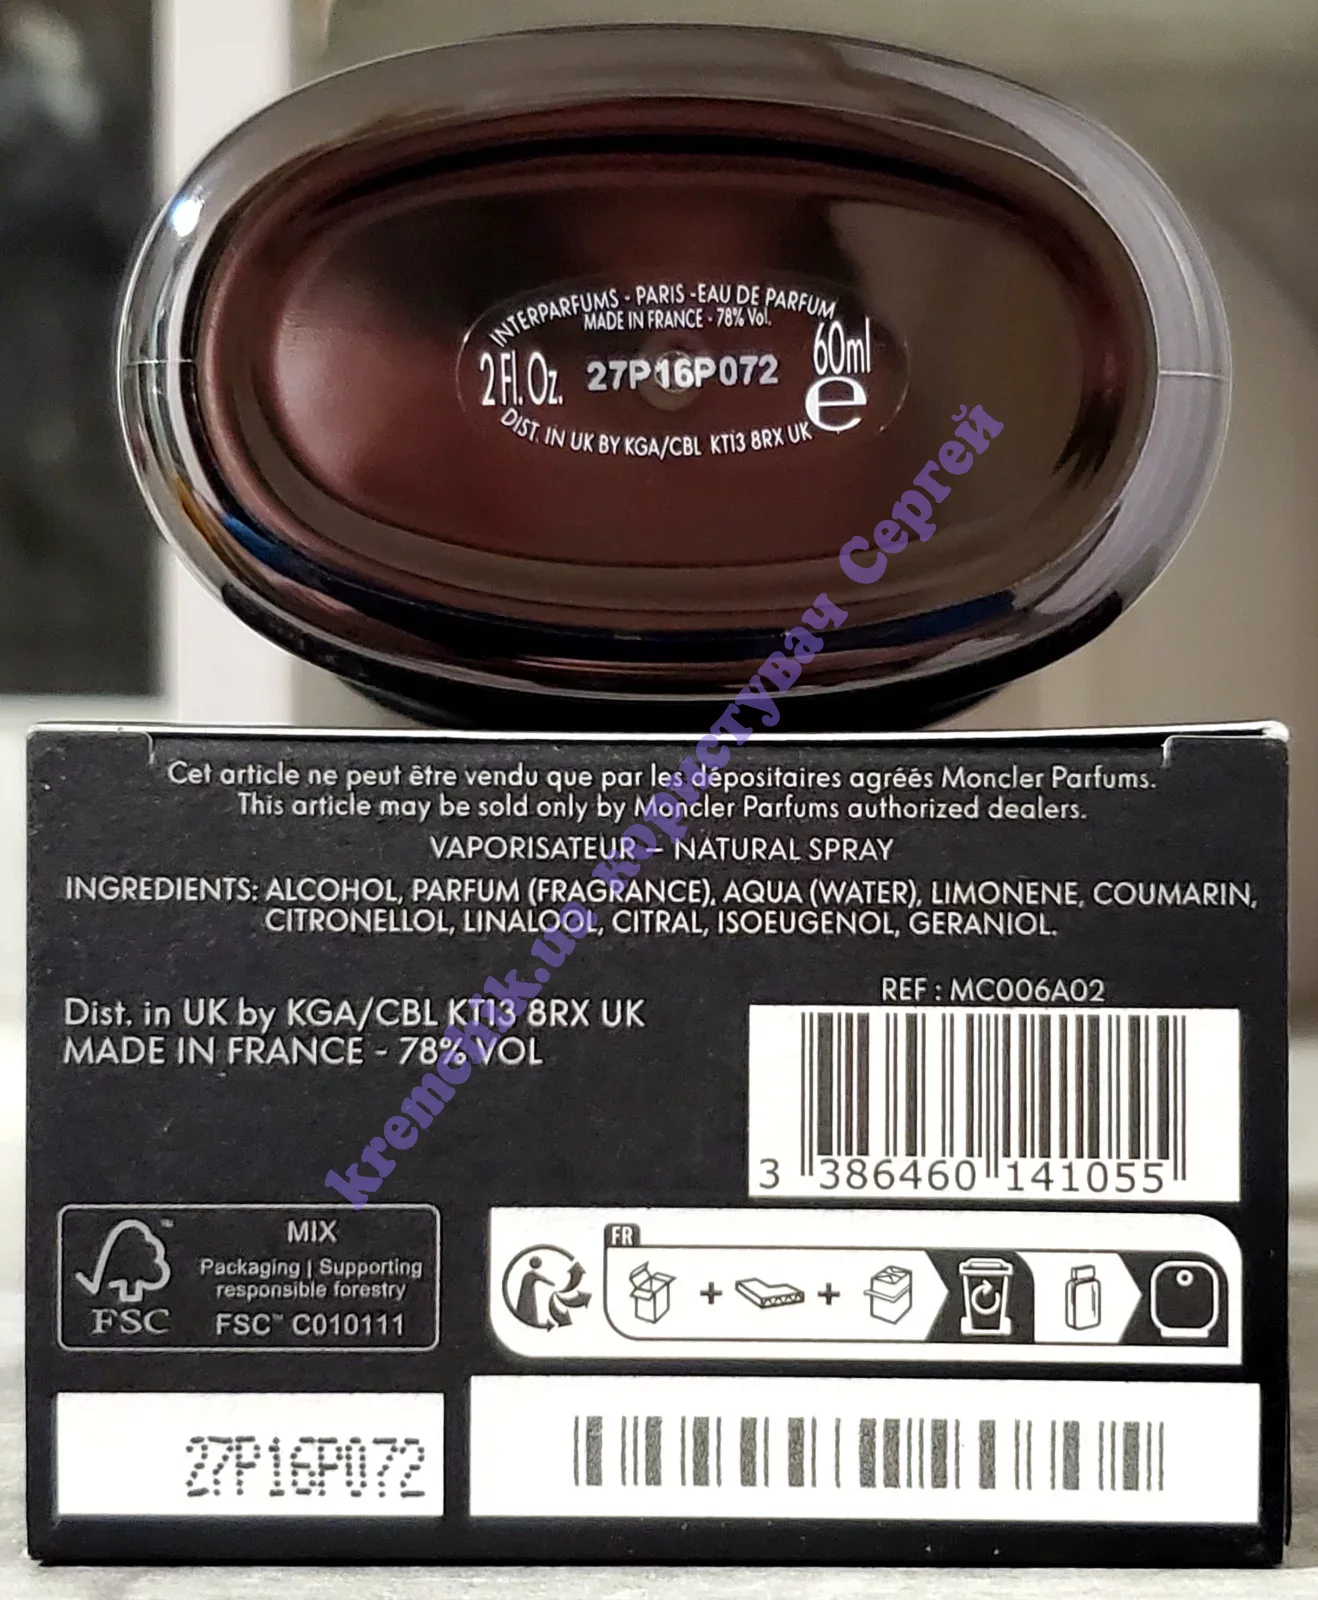 INTERPARFUMS - PARIS -EAU DE PARFUM
MADE IN FRANCE - 78% Vol.
2 Fl. Oz. 27P16P072 60ml
e
DIST. IN UK BY KGA/CBL KT13 8RX UK
Cet article ne peut être vendu que par les dépositaires agréés Moncler Parfums.
This article may be sold only by Moncler Parfums authorized dealers.
VAPORISATEUR – NATURAL SPRAY
INGREDIENTS: ALCOHOL, PARFUM (FRAGRANCE), AQUA (WATER), LIMONENE, COUMARIN,
CITRONELLOL, LINALOOL, CITRAL, ISOEUGENOL, GERANIOL.
REF : MC006A02
Dist. in UK by KGA/CBL KT13 8RX UK
MADE IN FRANCE - 78% VOL
3 386460 141055
MIX
Packaging | Supporting
responsible forestry
FSC™ C010111
FSC™
FR
27P16P072
kremchik.ua користувач Сергей